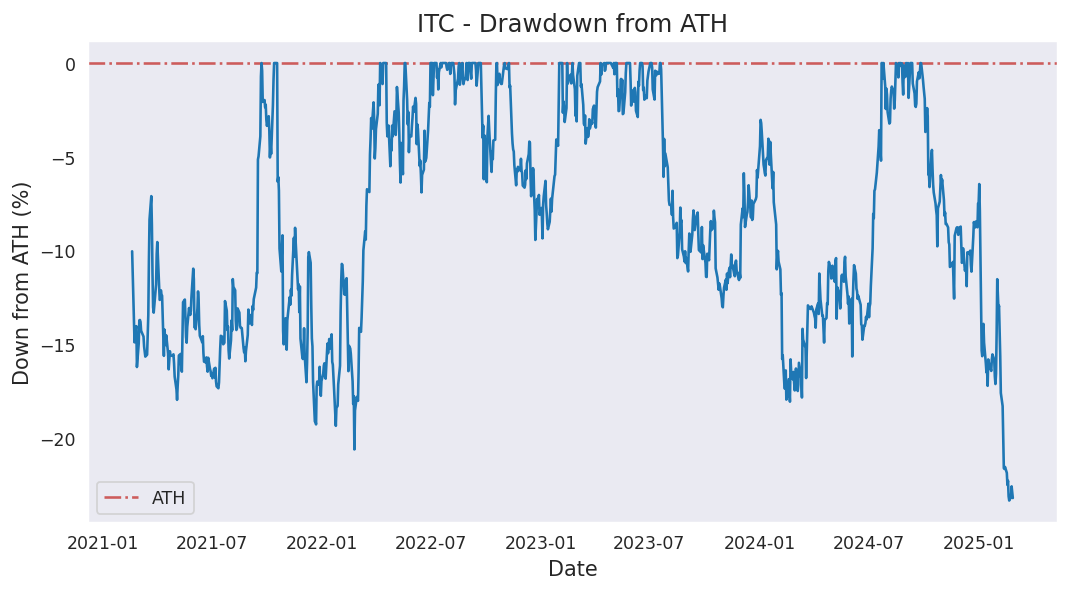 ITC - Drawdown from ATH
Down from ATH (%)
0
−5
−10
−15
−20
ATH
2021-01 2021-07 2022-01 2022-07 2023-01 2023-07 2024-01 2024-07 2025-01
Date